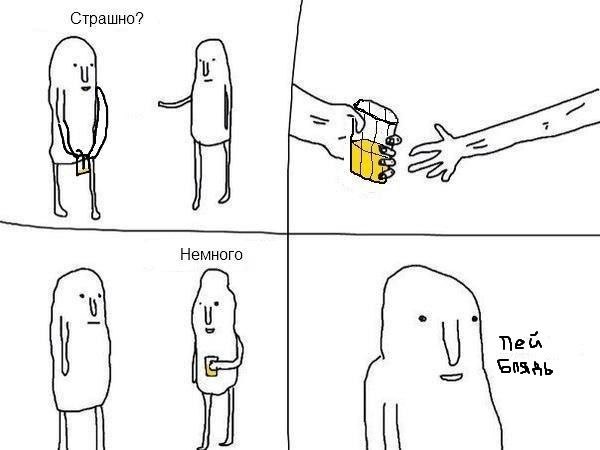 Страшно?
Немного
Пей
Блядь